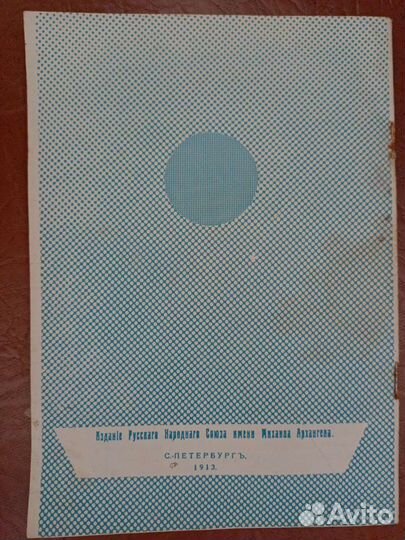 Изданіе Русскаго Народнаго Союза имени Михаила Архангела.
С.-ПЕТЕРБУРГЪ,
1913.
Avito